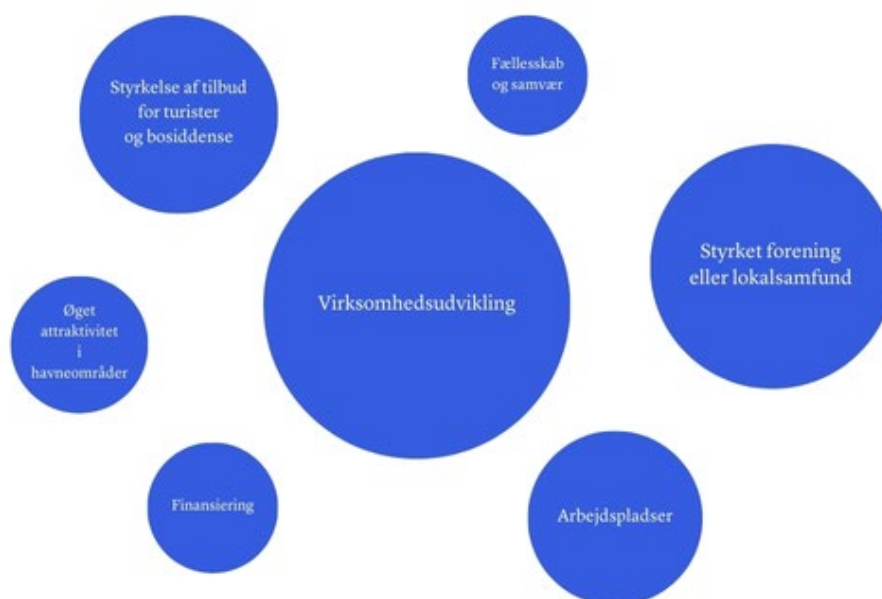 Styrkelse af tilbud
for turister
og bosiddense
Fællesskab
og samvær
Styrket forening
eller lokalsamfund
Virksomhedsudvikling
Øget
attraktivitet
i
havneområder
Finansiering
Arbejdspladser